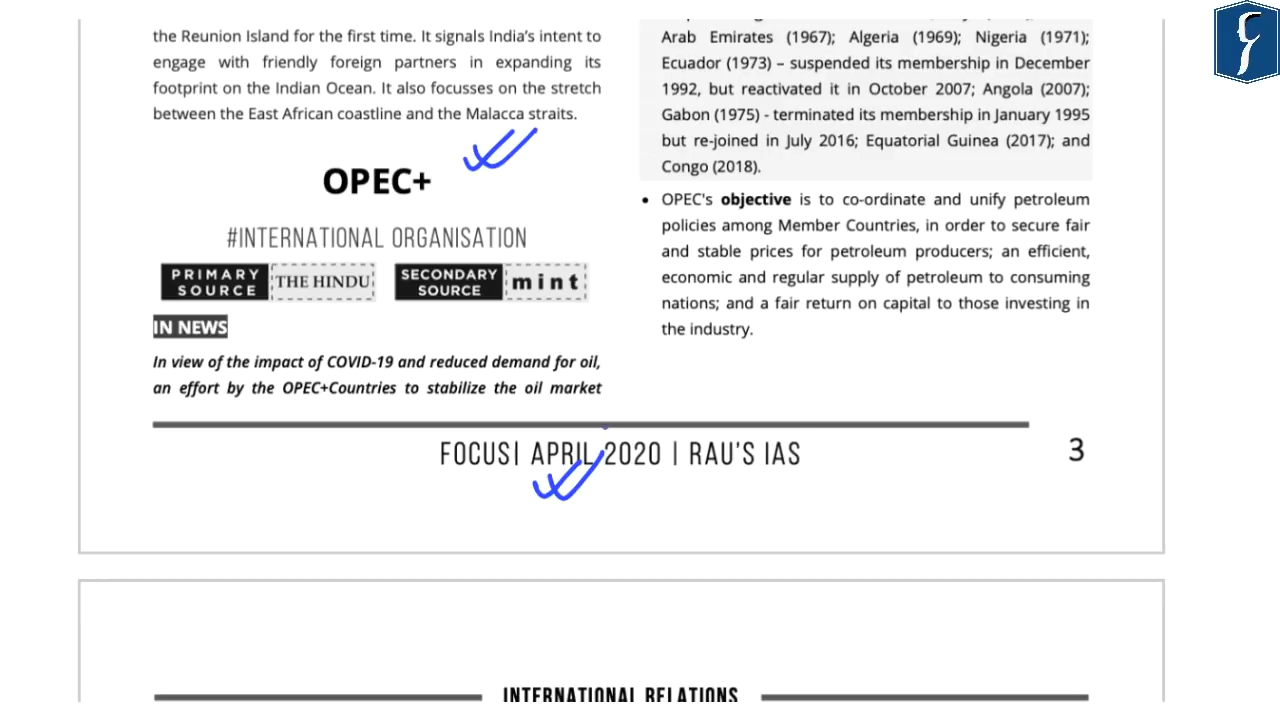 the Reunion Island for the first time. It signals India's intent to
engage with friendly foreign partners in expanding its
footprint on the Indian Ocean. It also focusses on the stretch
between the East African coastline and the Malacca straits.
OPEC+
#INTERNATIONAL ORGANISATION
PRIMARY SOURCE THE HINDU SECONDARY SOURCE mint
IN NEWS
In view of the impact of COVID-19 and reduced demand for oil,
an effort by the OPEC+Countries to stabilize the oil market
Arab Emirates (1967); Algeria (1969); Nigeria (1971);
Ecuador (1973) – suspended its membership in December
1992, but reactivated it in October 2007; Angola (2007);
Gabon (1975) - terminated its membership in January 1995
but re-joined in July 2016; Equatorial Guinea (2017); and
Congo (2018).
• OPEC's objective is to co-ordinate and unify petroleum
policies among Member Countries, in order to secure fair
and stable prices for petroleum producers; an efficient,
economic and regular supply of petroleum to consuming
nations; and a fair return on capital to those investing in
the industry.
FOCUS| APRIL 2020 | RAU'S IAS
3
INTERNATIONAL RELATIONS